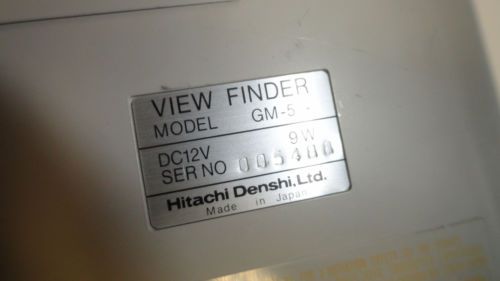 VIEW FINDER
MODEL GM-5
DC12V 9W
SER NO 005400
Hitachi Denshi, Ltd.
Made in Japan